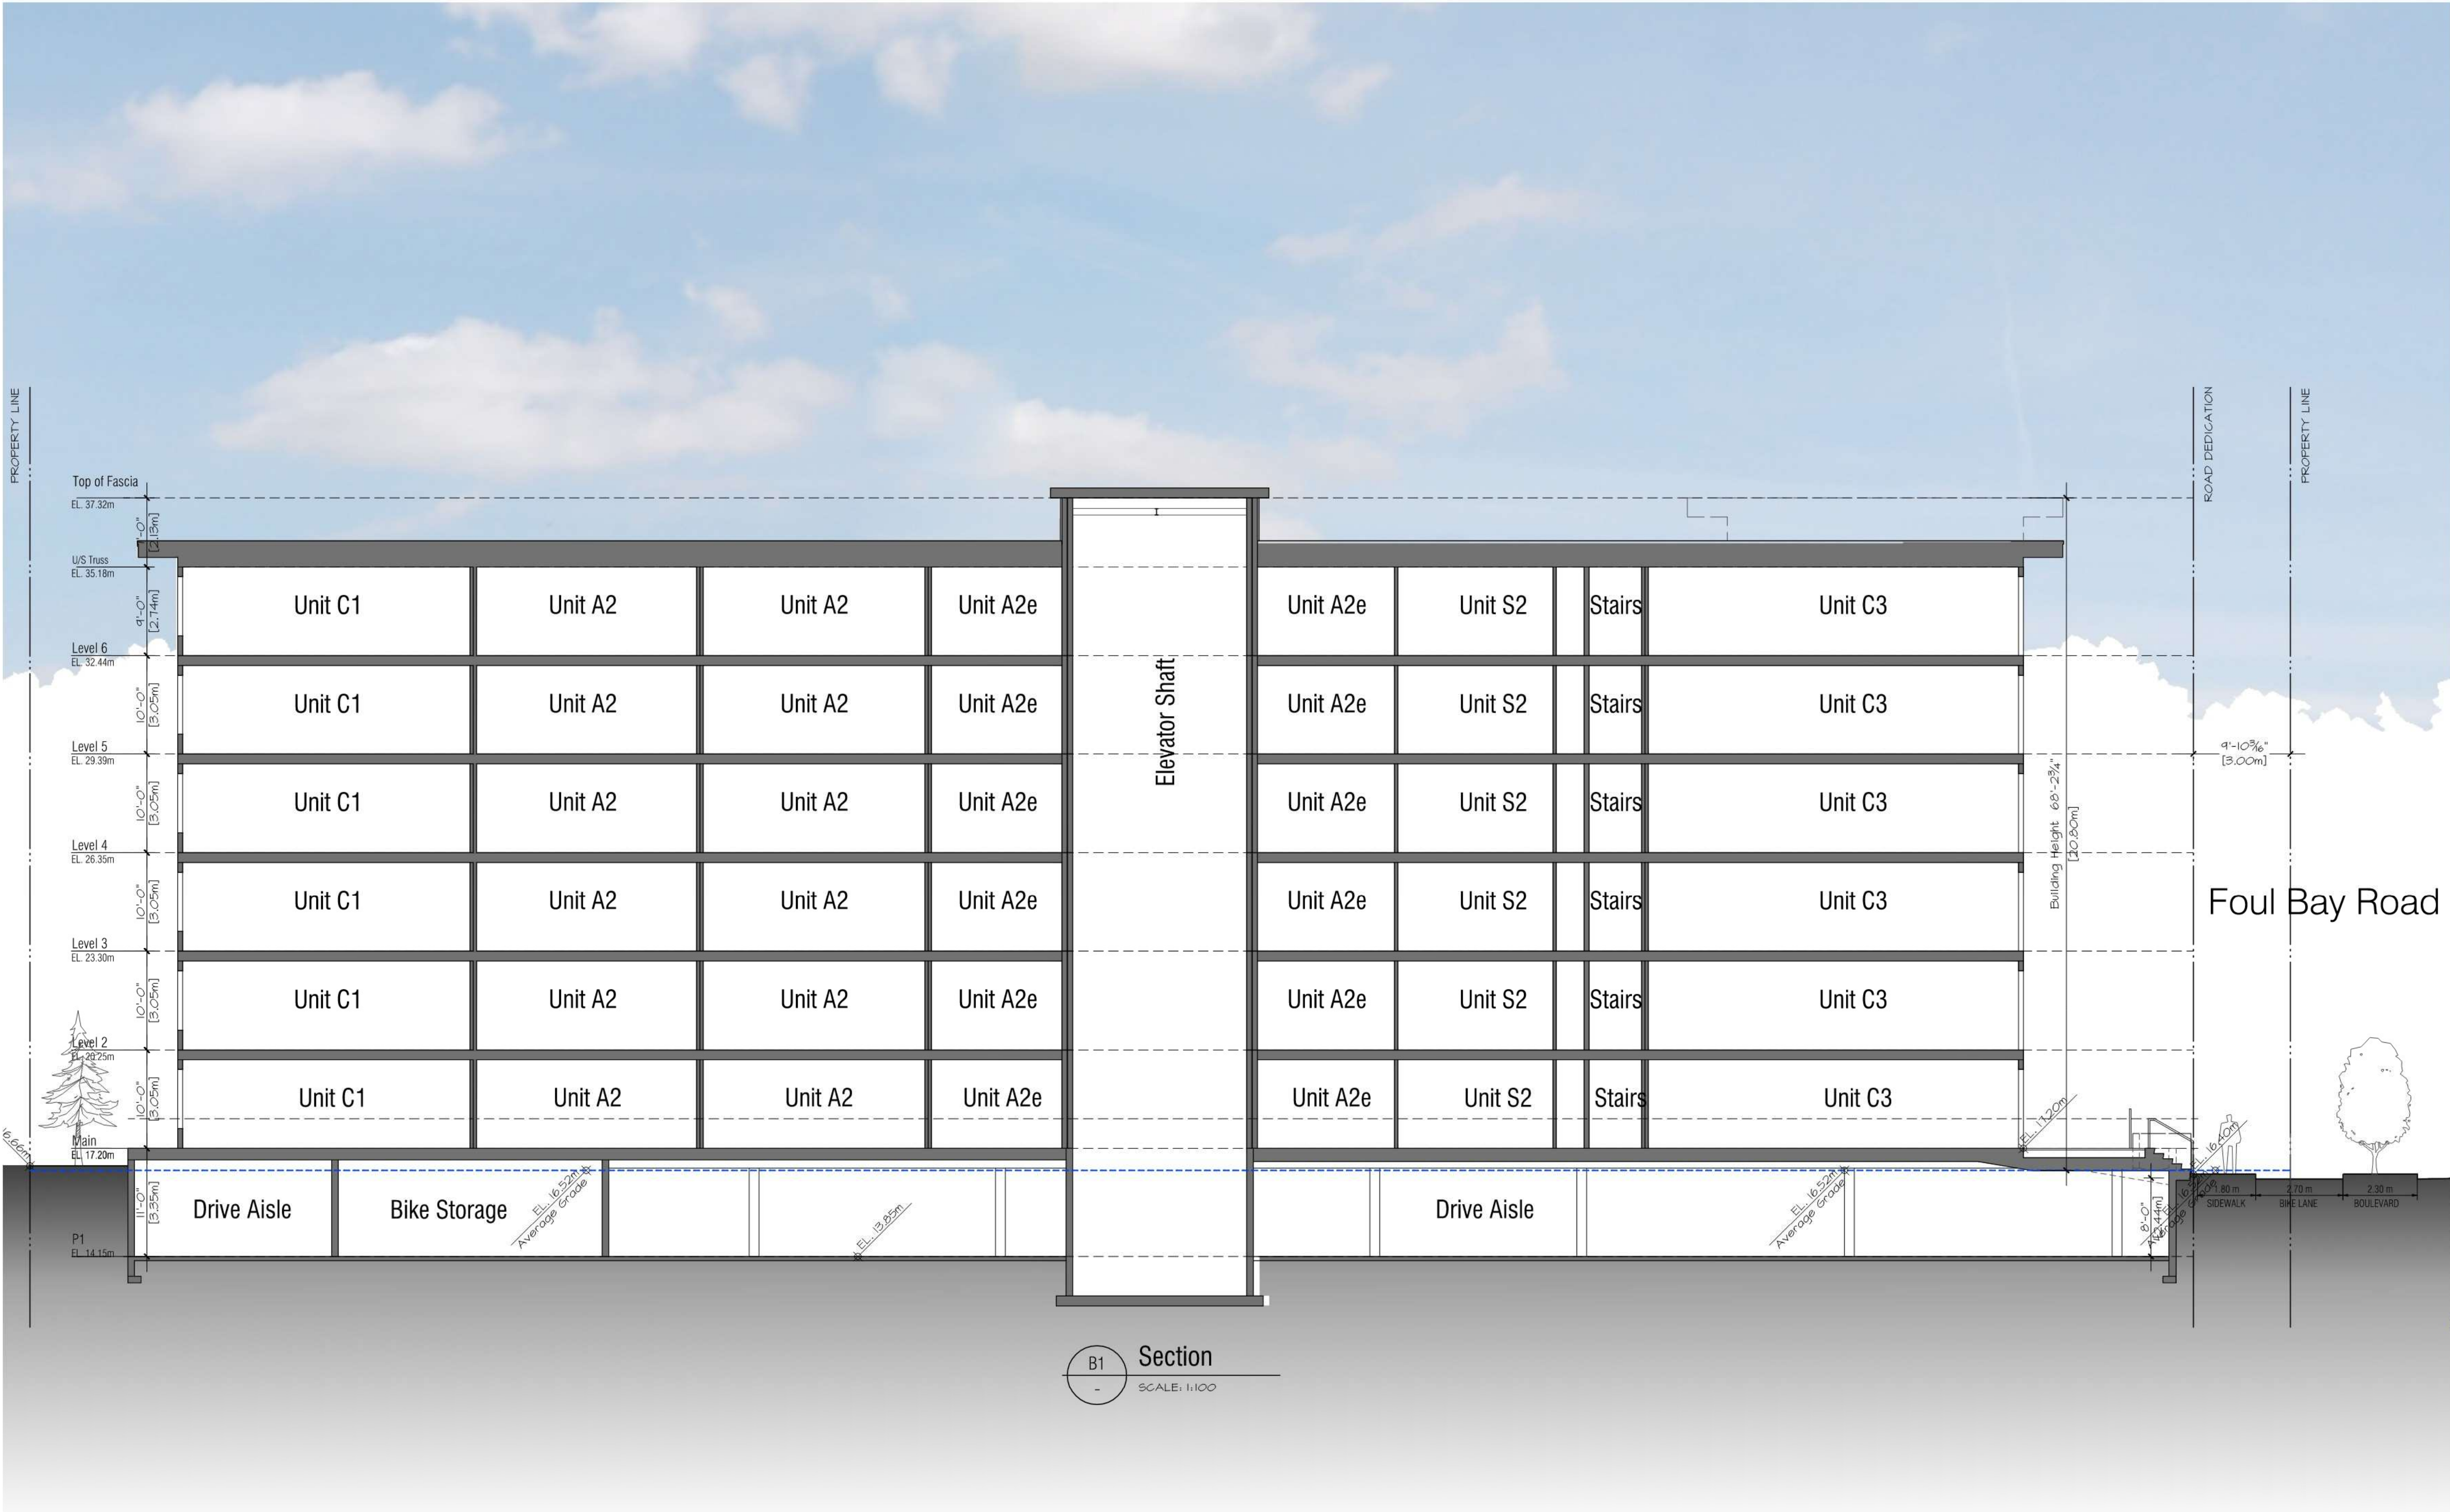 PROPERTY LINE
ROAD DEDICATION
PROPERTY LINE
Top of Fascia
EL. 37.32m
[2.13m]
U/S Truss
EL. 35.18m
9'-0"
[2.74m]
Unit C1
Unit A2
Unit A2
Unit A2e
Unit A2e
Unit S2
Stairs
Unit C3
Level 6
EL. 32.44m
10'-0"
[3.05m]
Unit C1
Unit A2
Unit A2
Unit A2e
Elevator Shaft
Unit A2e
Unit S2
Stairs
Unit C3
Level 5
EL. 29.39m
9'-10 3/16"
[3.00m]
10'-0"
[3.05m]
Unit C1
Unit A2
Unit A2
Unit A2e
Unit A2e
Unit S2
Stairs
Unit C3
Building Height 68'-2 3/4"
[20.80m]
Level 4
EL. 26.35m
10'-0"
[3.05m]
Unit C1
Unit A2
Unit A2
Unit A2e
Unit A2e
Unit S2
Stairs
Unit C3
Foul Bay Road
Level 3
EL. 23.30m
10'-0"
[3.05m]
Unit C1
Unit A2
Unit A2
Unit A2e
Unit A2e
Unit S2
Stairs
Unit C3
Level 2
EL. 20.25m
10'-0"
[3.05m]
Unit C1
Unit A2
Unit A2
Unit A2e
Unit A2e
Unit S2
Stairs
Unit C3
EL. 17.20m
EL. 16.40m
Main
EL. 17.20m
11'-0"
[3.35m]
Drive Aisle
Bike Storage
EL. 16.52m
Average Grade
EL. 13.85m
Drive Aisle
EL. 16.52m
Average Grade
8'-0"
[2.44m]
1.80 m
SIDEWALK
2.70 m
BIKE LANE
2.30 m
BOULEVARD
P1
EL. 14.15m
B1
-
Section
SCALE: 1:100